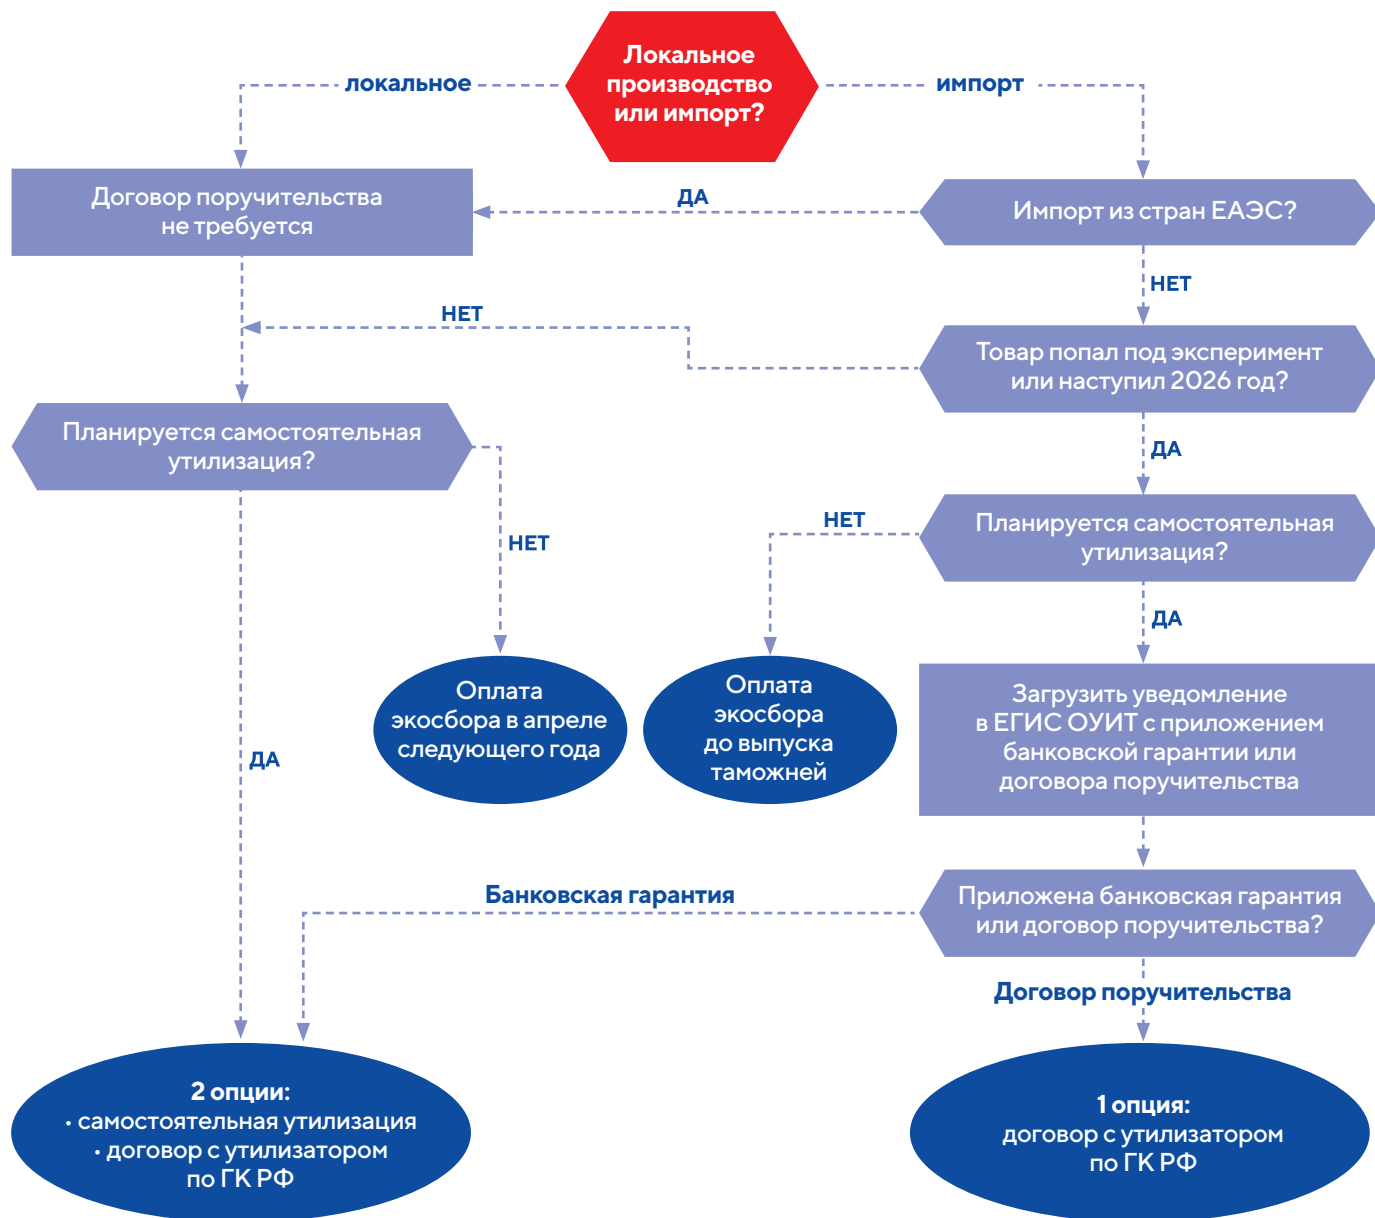 Локальное
производство
или импорт?
локальное
импорт
Договор поручительства
не требуется
ДА
Импорт из стран ЕАЭС?
НЕТ
НЕТ
Товар попал под эксперимент
или наступил 2026 год?
Планируется самостоятельная
утилизация?
ДА
НЕТ
НЕТ
Планируется самостоятельная
утилизация?
ДА
Оплата
экосбора в апреле
следующего года
Оплата
экосбора
до выпуска
таможней
Загрузить уведомление
в ЕГИС ОУИТ с приложением
банковской гарантии или
договора поручительства
ДА
Банковская гарантия
Приложена банковская гарантия
или договор поручительства?
Договор поручительства
2 опции:
• самостоятельная утилизация
• договор с утилизатором
по ГК РФ
1 опция:
договор с утилизатором
по ГК РФ